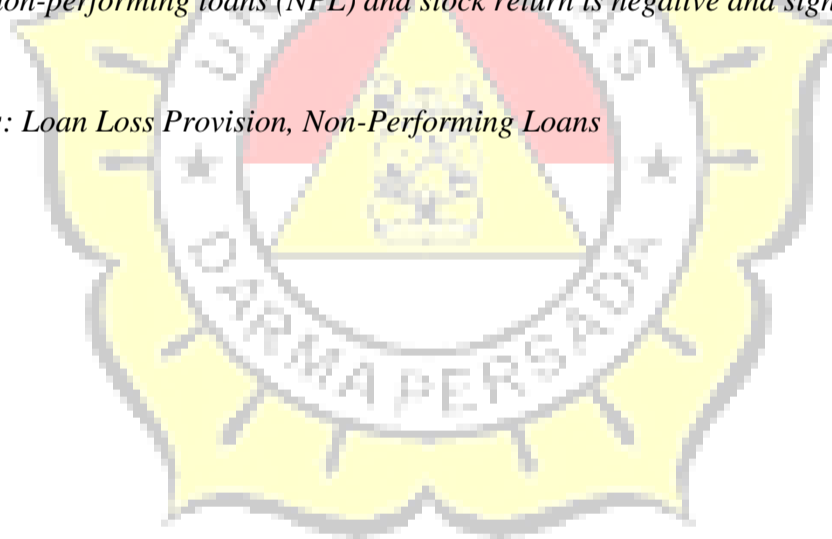 on-performing loans (NPL) and stock return is negative and sign
: Loan Loss Provision, Non-Performing Loans
DARMA PERSADA